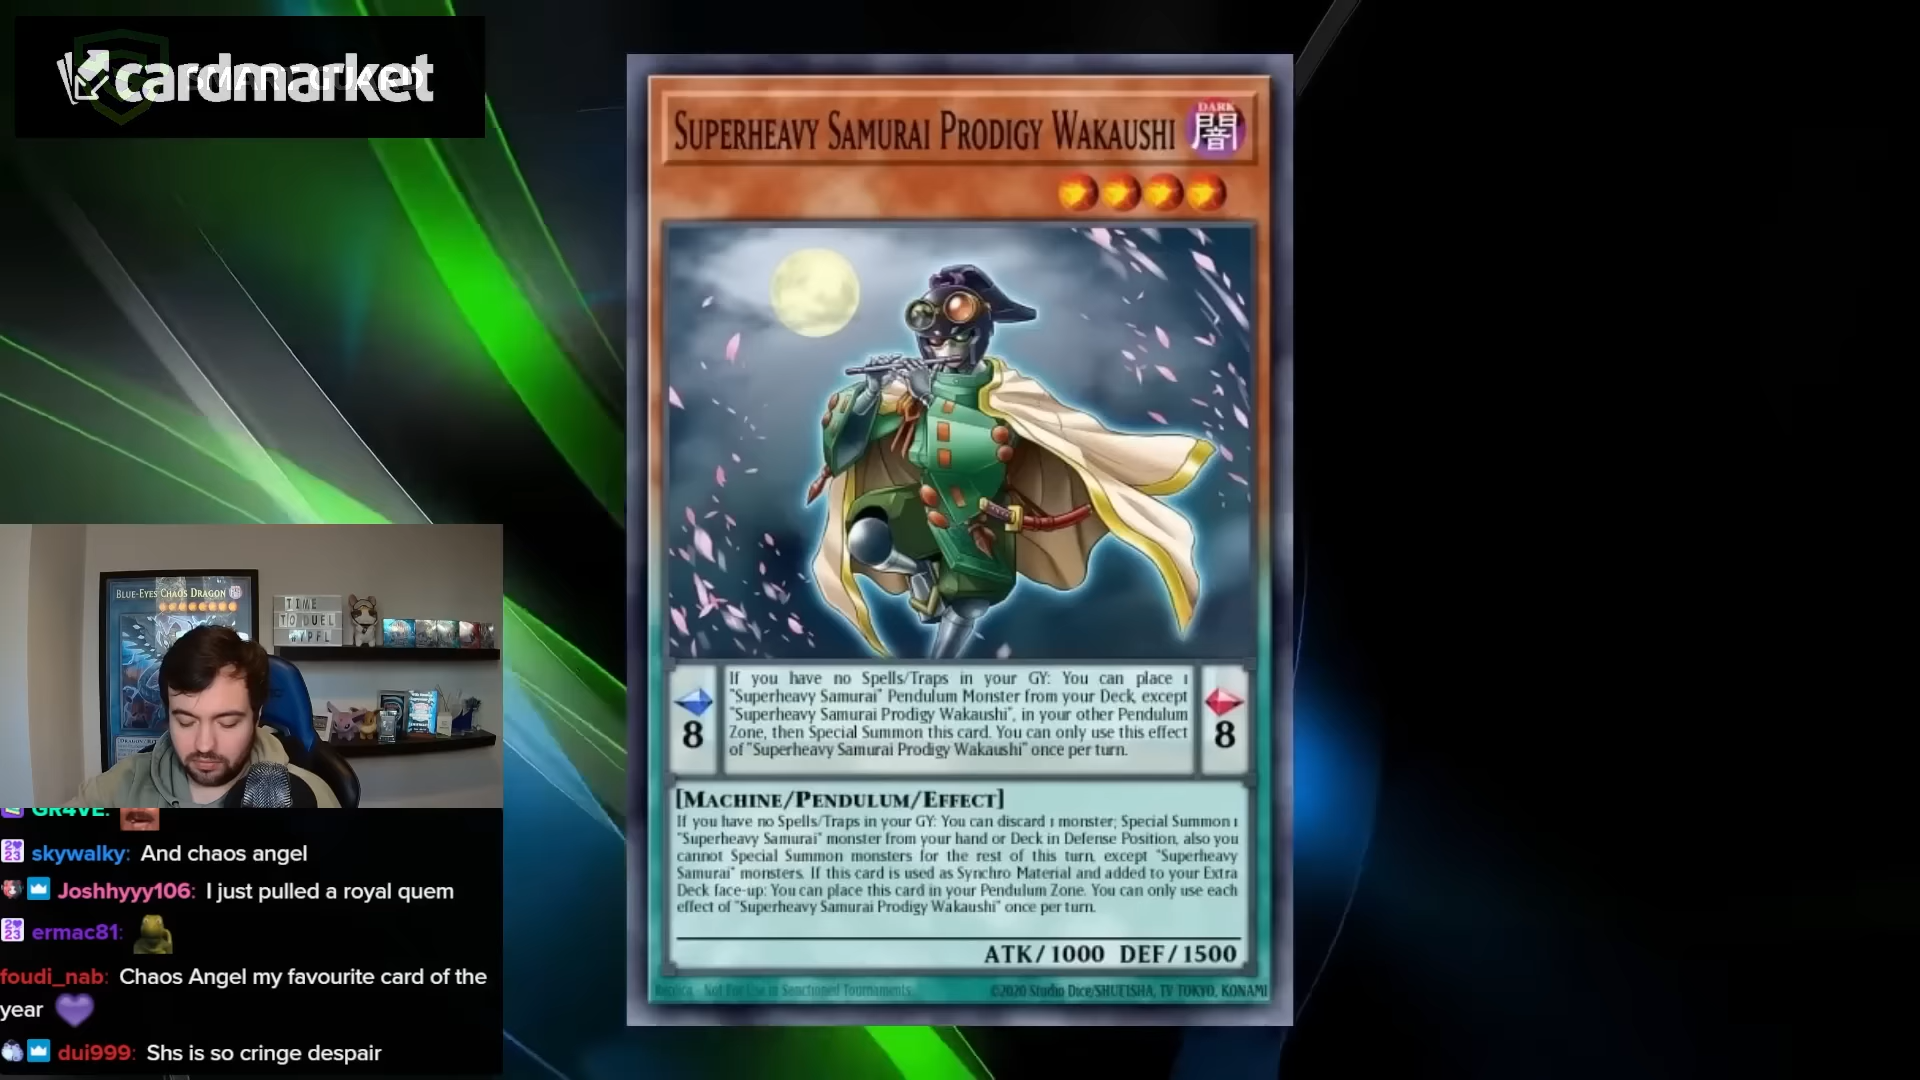 cardmarket
SUPERHEAVY SAMURAI PRODIGY WAKAUSHI
DARK
闇
If you have no Spells/Traps in your GY: You can place 1
"Superheavy Samurai" Pendulum Monster from your Deck, except
"Superheavy Samurai Prodigy Wakaushi", in your other Pendulum
Zone, then Special Summon this card. You can only use this effect
of "Superheavy Samurai Prodigy Wakaushi" once per turn.
8
8
[MACHINE/PENDULUM/EFFECT]
If you have no Spells/Traps in your GY: You can discard 1 monster; Special Summon 1
"Superheavy Samurai" monster from your hand or Deck in Defense Position, also you
cannot Special Summon monsters for the rest of this turn, except "Superheavy
Samurai" monsters. If this card is used as Synchro Material and added to your Extra
Deck face-up: You can place this card in your Pendulum Zone. You can only use each
effect of "Superheavy Samurai Prodigy Wakaushi" once per turn.
ATK/1000 DEF/1500
Replica - Not For Use in Sanctioned Tournaments
©2020 Studio Dice/SHUEISHA, TV TOKYO, KONAMI
BLUE-EYES CHAOS DRAGON
TIME
TO DUEL
GR4VE:
skywalky: And chaos angel
Joshhyyy106: I just pulled a royal quem
ermac81:
foudi_nab: Chaos Angel my favourite card of the
year
dui999: Shs is so cringe despair